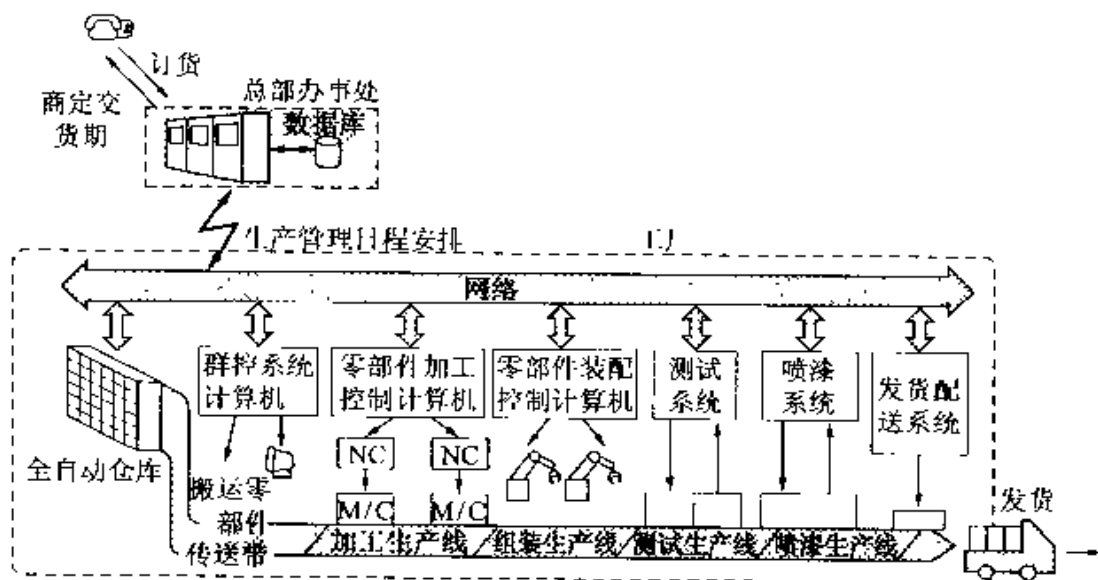 订货
商定交
货期
总部办事处
数据库
生产管理日程安排
网络
群控系统
计算机
零部件加工
控制计算机
零部件装配
控制计算机
测试
系统
喷漆
系统
发货配
送系统
全自动仓库
NC
NC
搬运零
部件
传送带
M/C
M/C
发货
加工生产线
组装生产线
测试生产线
喷漆生产线